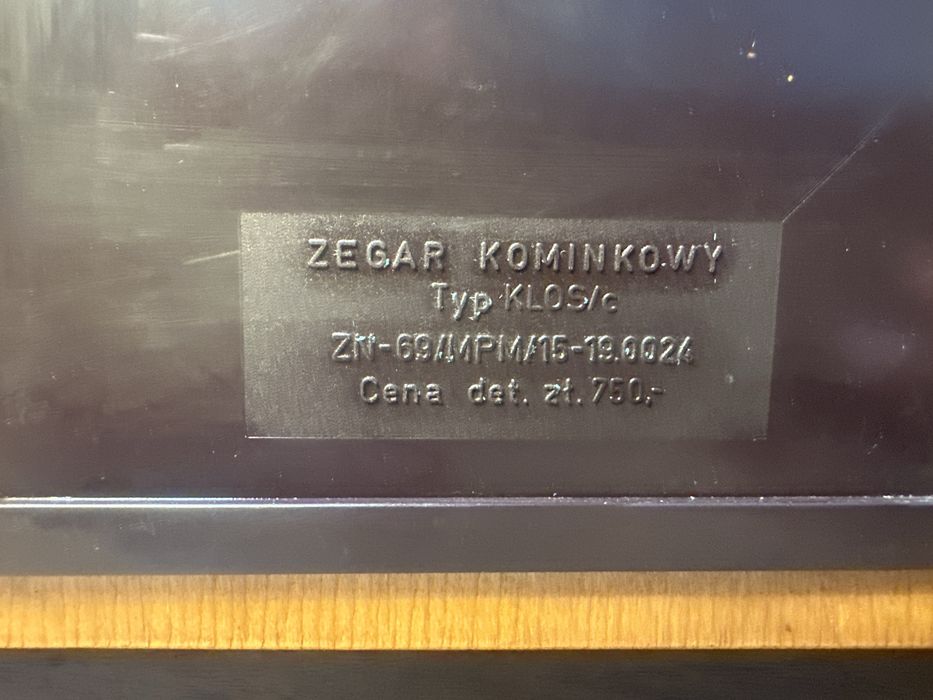 ZEGAR KOMINKOWY
Typ KLOS/c
ZN-69/MPM/15-19.0024
Cena det. zł. 750,-